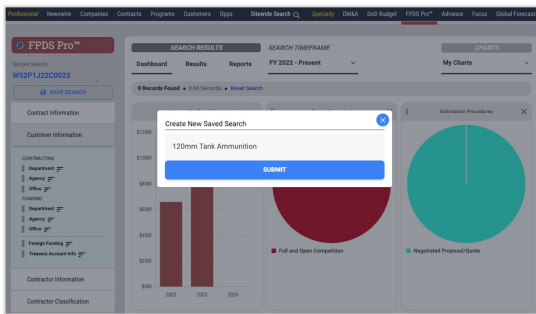 Professional Newswire Companies Contracts Programs Customers Opps Sitewide Search Specialty DM&A DoD Budget FPDS Pro™ Advance Focus Global Forecast
FPDS Pro™
SEARCH RESULTS
SEARCH TIMEFRAME
CHARTS
Simple Search
W52P1J22C0023
Dashboard Results Reports
FY 2022 - Present
My Charts
SAVE SEARCH
8 Records Found • 0.04 Seconds • Reset Search
Contract Information
Solicitation Procedures
Create New Saved Search
Customer Information
$120M
120mm Tank Ammunition
CONTRACTING
$100M
Department
SUBMIT
Agency
$80M
Office
FUNDING
Department
$60M
Agency
Office
$40M
Foreign Funding
Full and Open Competition
Negotiated Proposal/Quote
Treasury Account Info
$20M
Contractor Information
$0M
2022 2023 2024
Contractor Classification